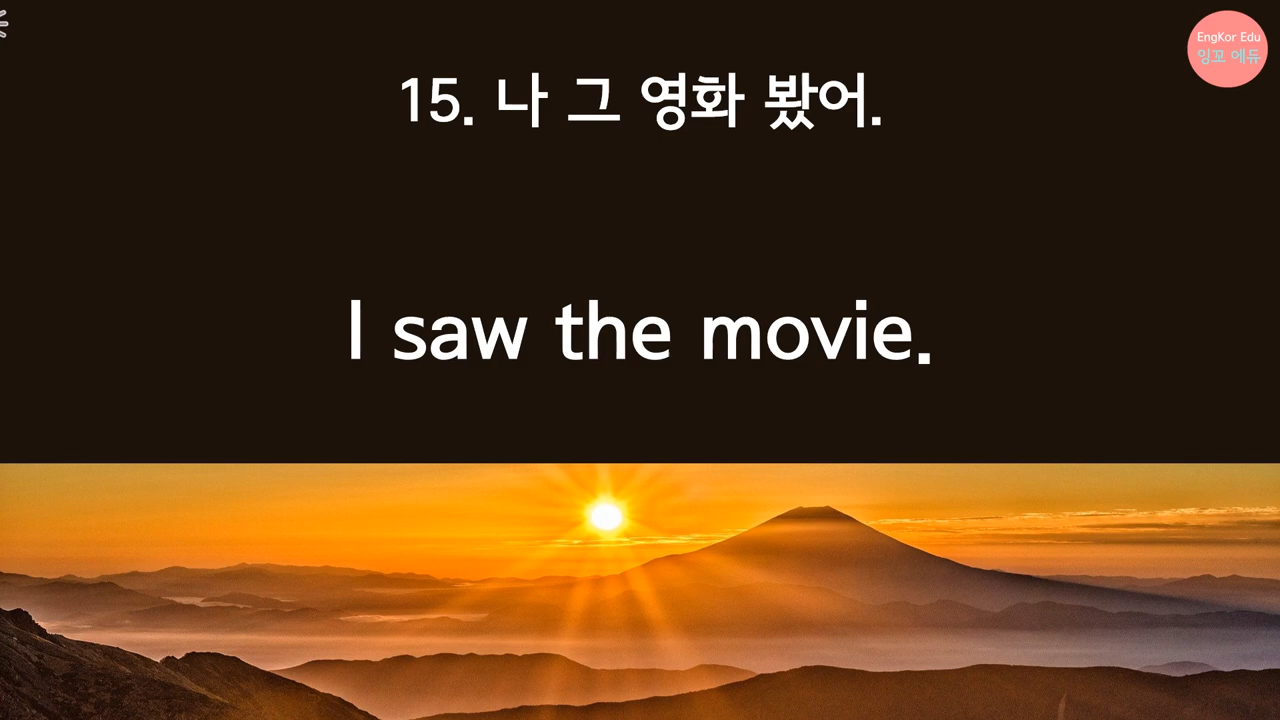 EngKor Edu
잉꼬 에듀
15. 나 그 영화 봤어.
I saw the movie.